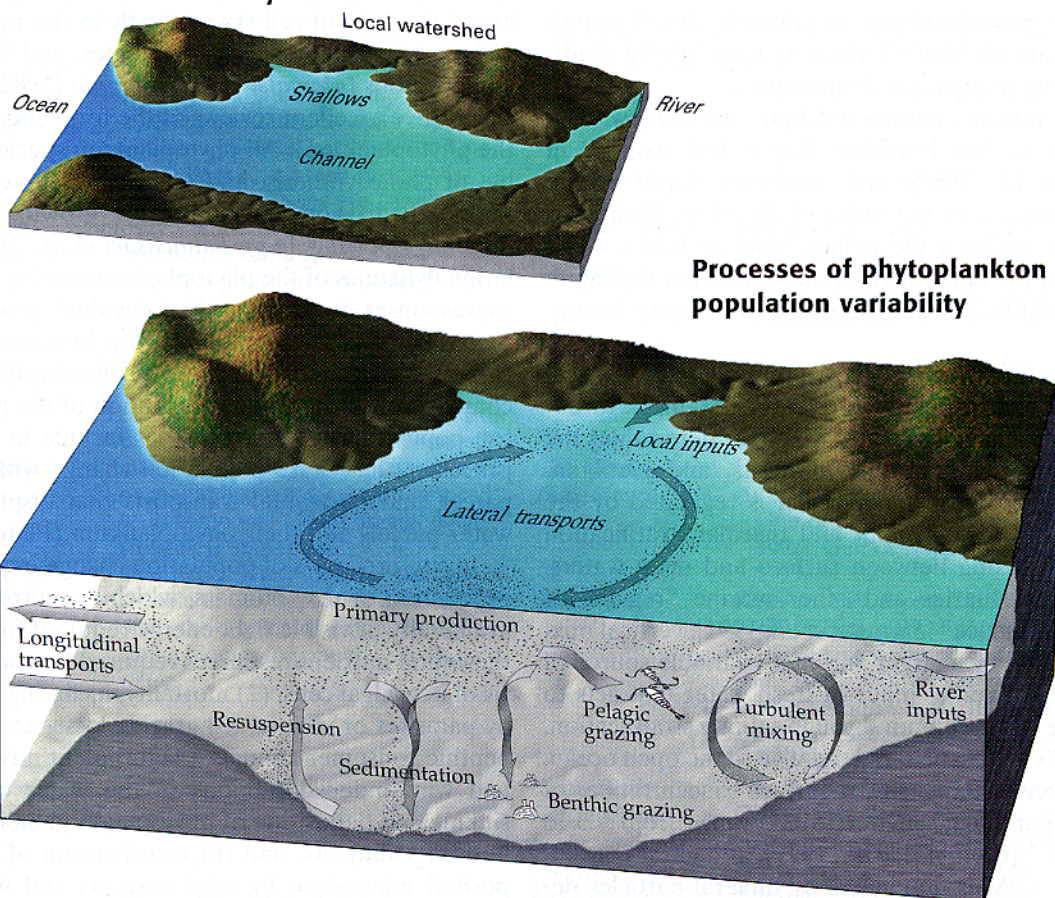 Local watershed
Ocean
Shallows
River
Channel
Processes of phytoplankton
population variability
Local inputs
Lateral transports
Primary production
Longitudinal
transports
Resuspension
Sedimentation
Benthic grazing
Pelagic
grazing
Turbulent
mixing
River
inputs